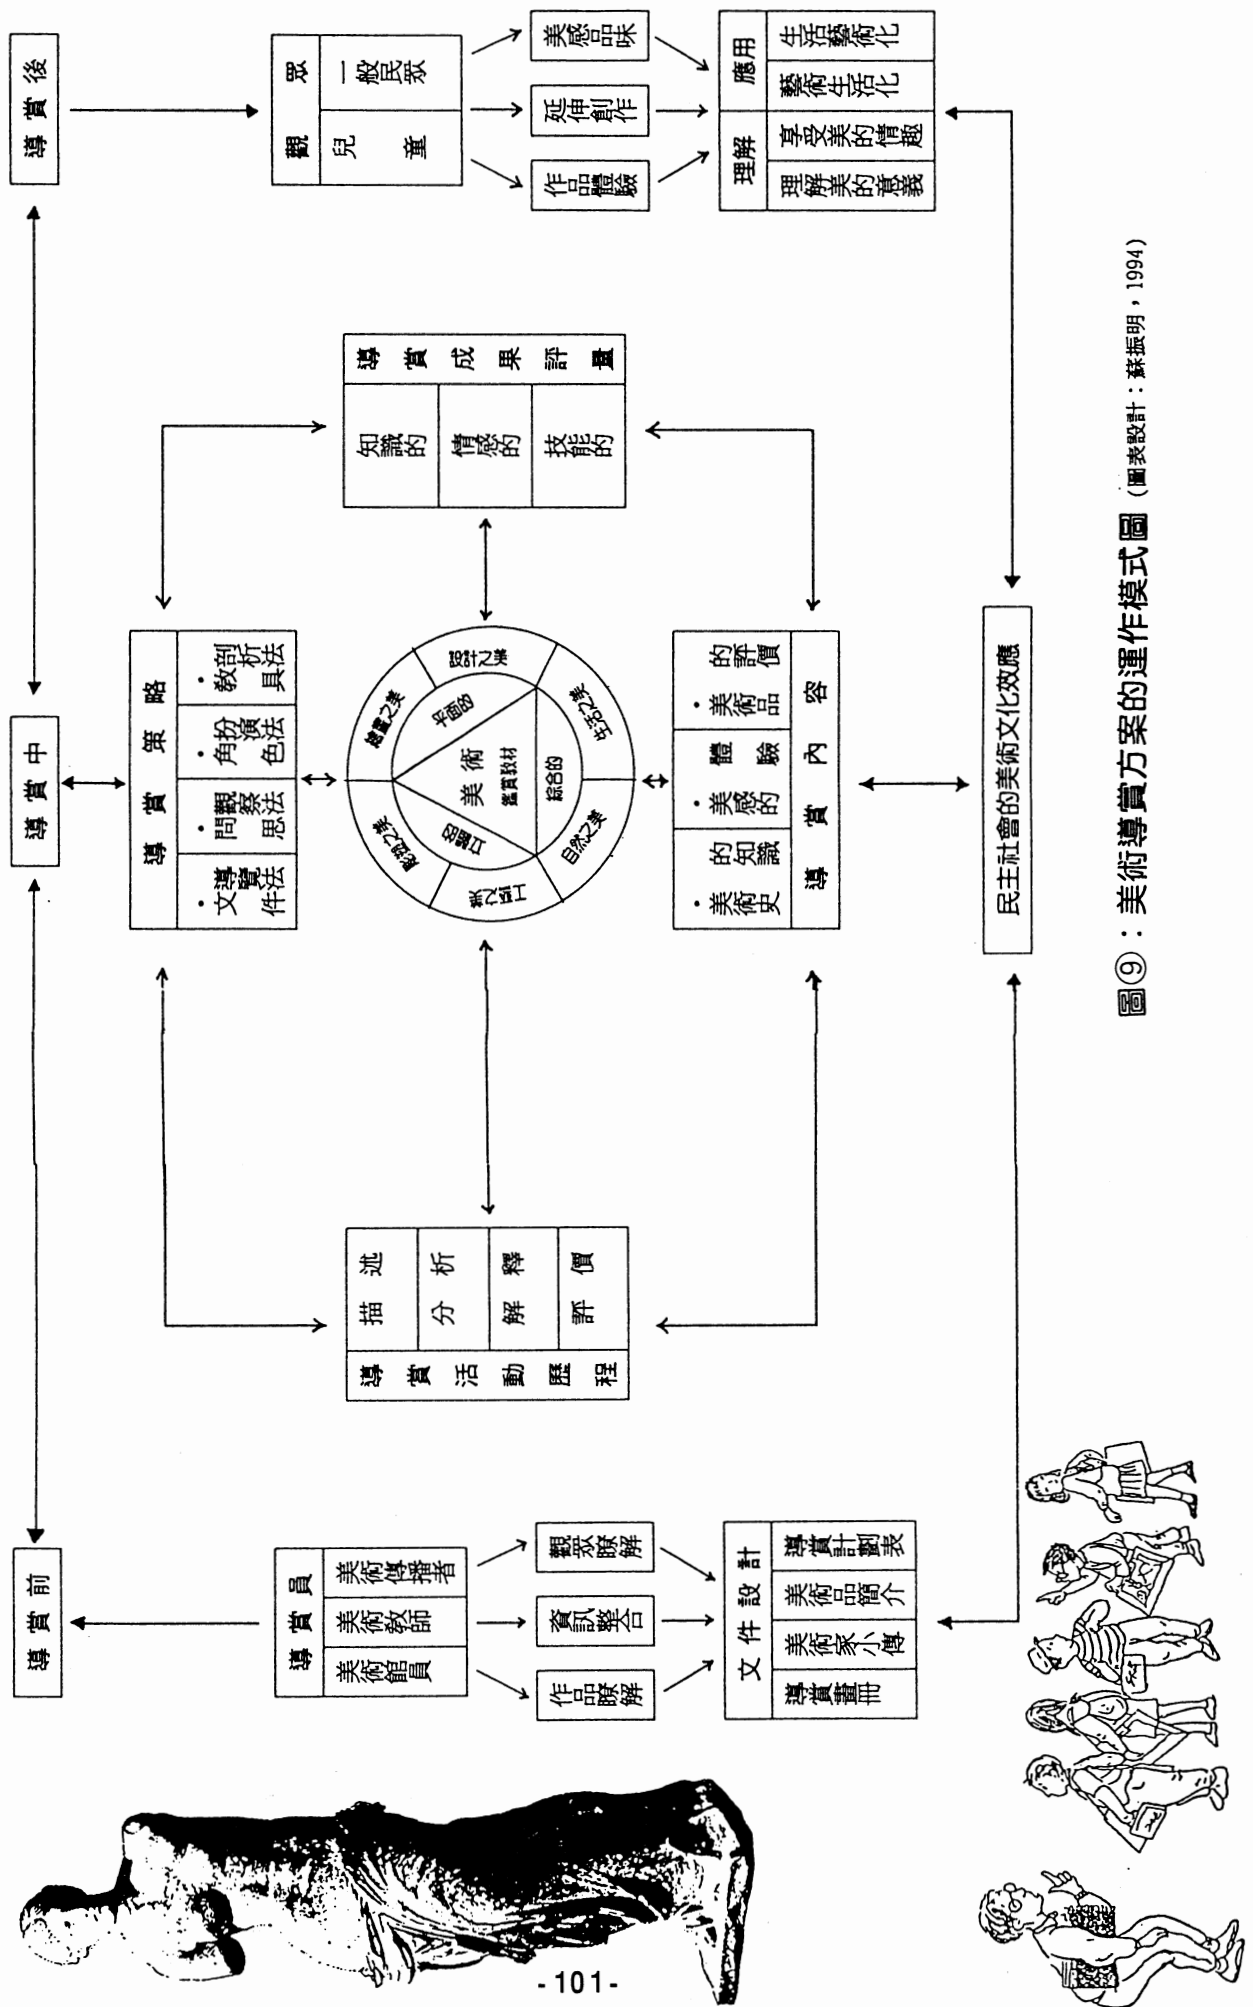 導賞前
導賞中
導賞後
導賞員
美術館員
美術教師
美術傳播者
作品瞭解
資訊整合
觀眾瞭解
文件設計
導賞畫冊
美術家小傳
美術品簡介
導賞計劃表
導賞活動歷程
描述
分析
解釋
評價
導賞策略
・文件導覽法
・問思觀察法
・角色扮演法
・教具剖析法
繪畫之美
設計之美
生活之美
自然之美
工藝之美
雕塑之美
平面的
立體的
綜合的
美術
鑑賞教材
・美術史的知識
・美感的體驗
・美術品的評價
導賞內容
導賞成果評量
知識的
情感的
技能的
觀眾
兒童
一般民眾
作品體驗
延伸創作
美感品味
理解
應用
理解美的意義
享受美的情趣
藝術生活化
生活藝術化
民主社會的美術文化效應
圖⑨：美術導賞方案的運作模式圖（圖表設計：蘇振明，1994）
-101-